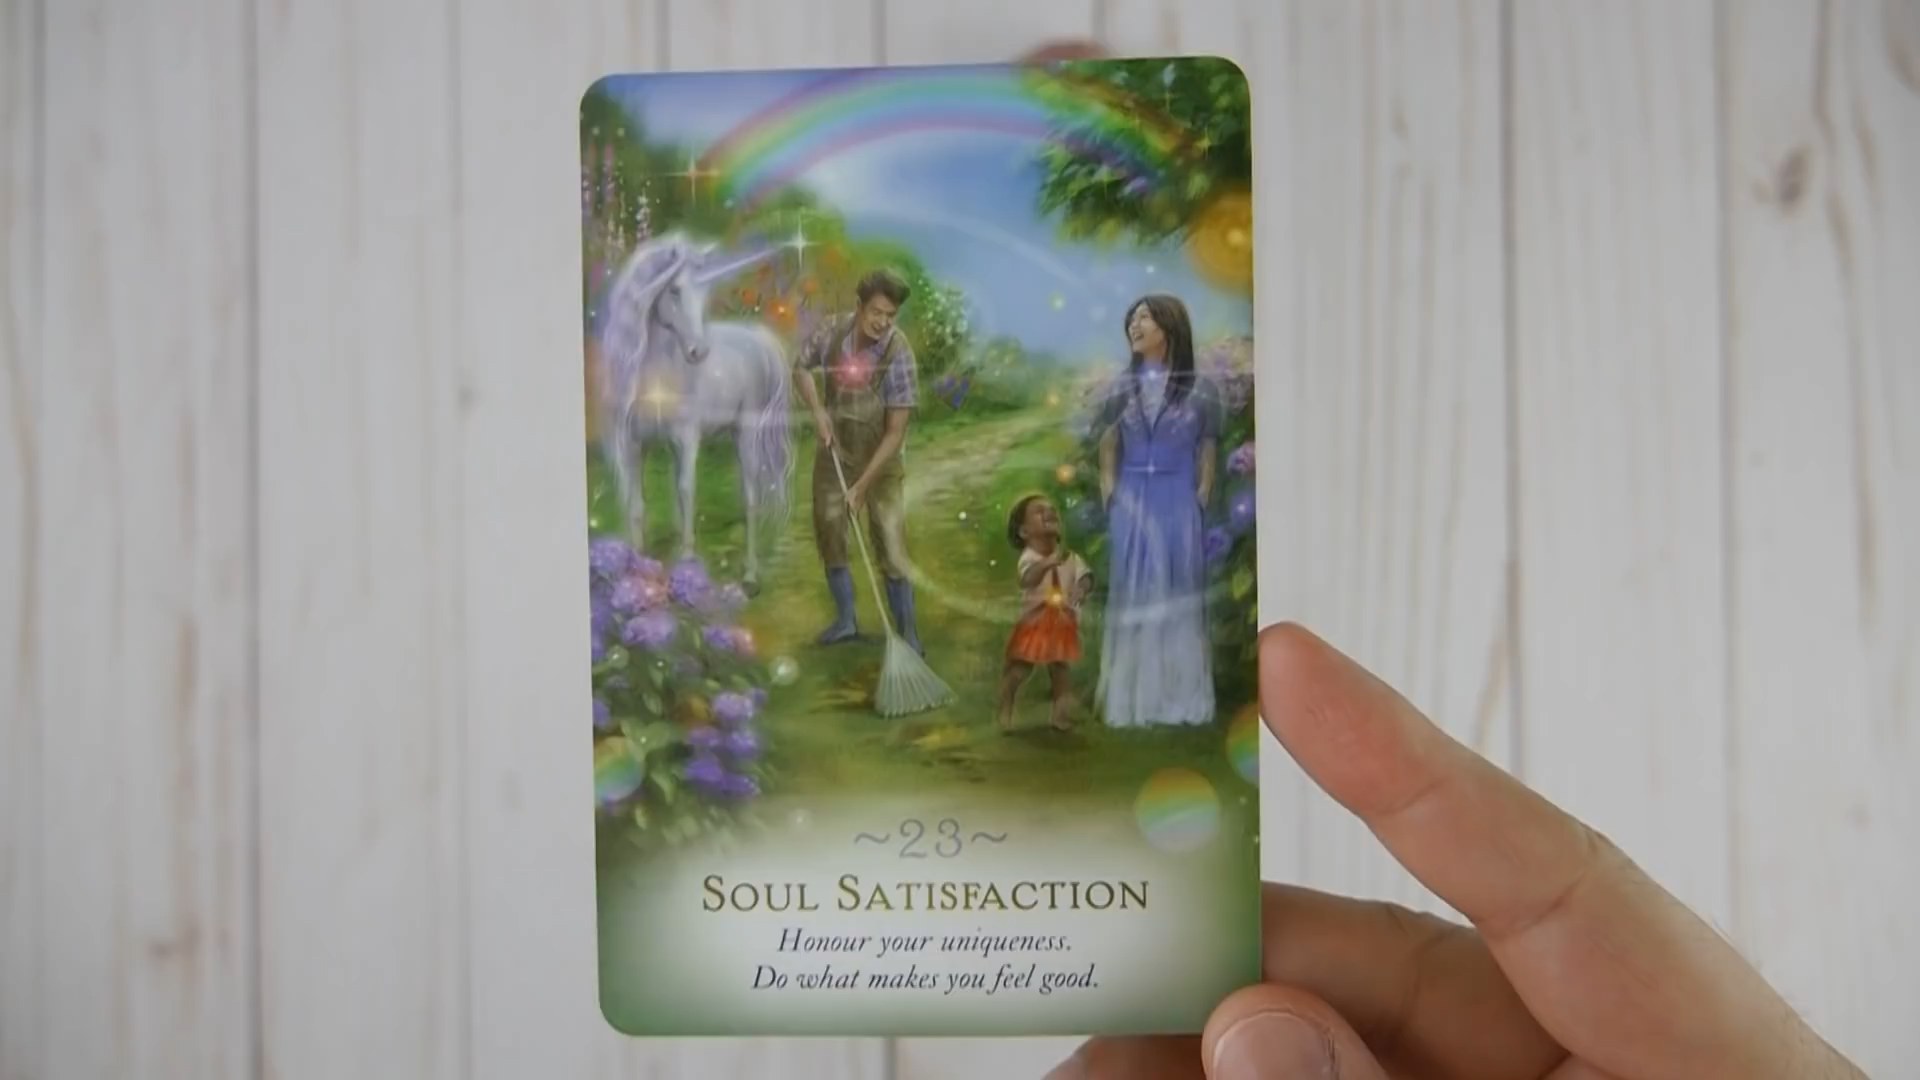 ~23~
SOUL SATISFACTION
Honour your uniqueness.
Do what makes you feel good.